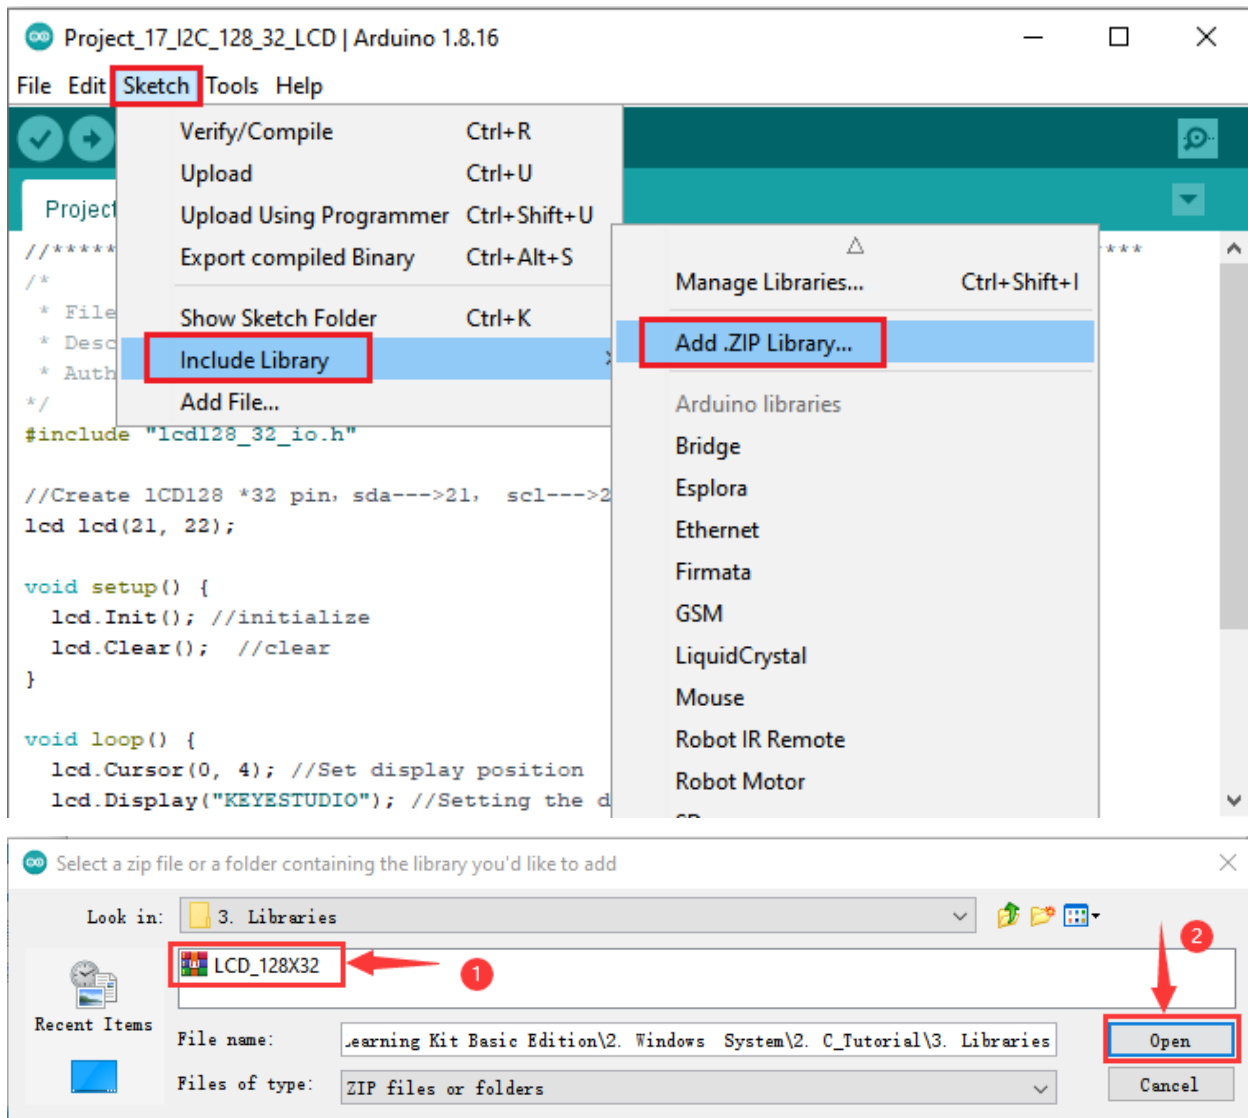 Project_17_I2C_128_32_LCD | Arduino 1.8.16
File Edit Sketch Tools Help
Verify/Compile Ctrl+R
Upload Ctrl+U
Upload Using Programmer Ctrl+Shift+U
Export compiled Binary Ctrl+Alt+S
Show Sketch Folder Ctrl+K
Include Library
Add File...
Manage Libraries... Ctrl+Shift+I
Add .ZIP Library...
Arduino libraries
Bridge
Esplora
Ethernet
Firmata
GSM
LiquidCrystal
Mouse
Robot IR Remote
Robot Motor
Project
//***** ****
/*
* File
* Desc
* Auth
*/
#include "lcd128_32_io.h"
//Create lCD128 *32 pin, sda--->21, scl--->2
lcd lcd(21, 22);
void setup() {
lcd.Init(); //initialize
lcd.Clear(); //clear
}
void loop() {
lcd.Cursor(0, 4); //Set display position
lcd.Display("KEYESTUDIO"); //Setting the d
Select a zip file or a folder containing the library you'd like to add
Look in: 3. Libraries
LCD_128X32
1
2
Recent Items
File name: earning Kit Basic Edition\2. Windows System\2. C_Tutorial\3. Libraries
Open
Files of type: ZIP files or folders
Cancel